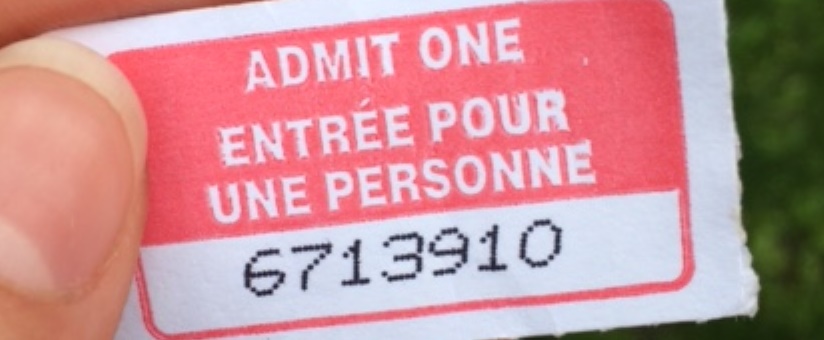 ADMIT ONE
ENTRÉE POUR
UNE PERSONNE
6713910